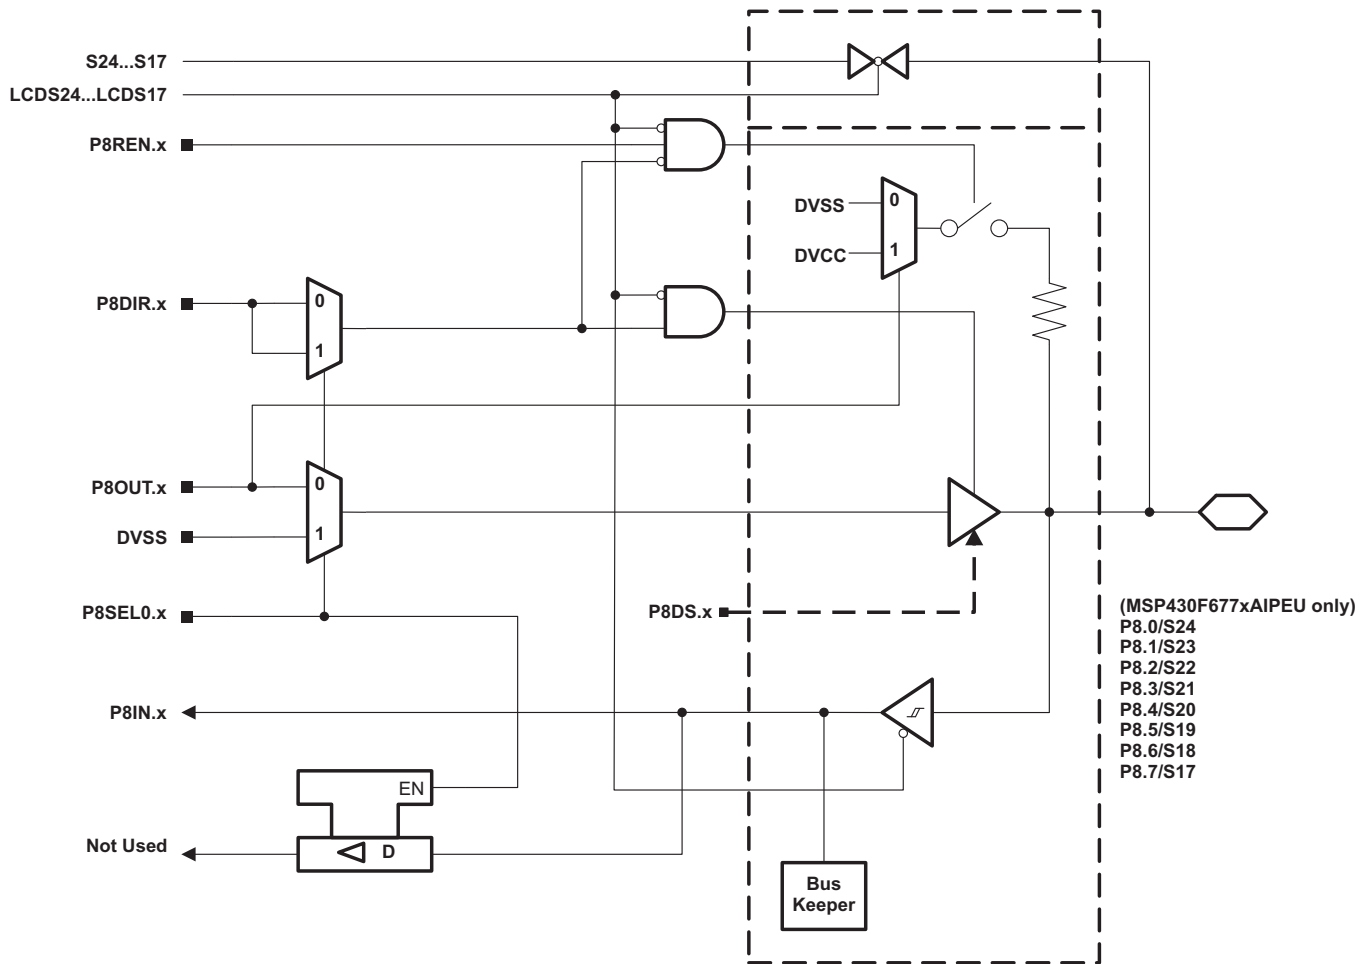 S24...S17
LCDS24...LCDS17
P8REN.x
DVSS
0
DVCC
1
P8DIR.x
0
1
P8OUT.x
0
DVSS
1
P8SEL0.x
P8DS.x
(MSP430F677xAIPEU only)
P8.0/S24
P8.1/S23
P8.2/S22
P8.3/S21
P8.4/S20
P8.5/S19
P8.6/S18
P8.7/S17
P8IN.x
EN
Not Used
D
Bus
Keeper